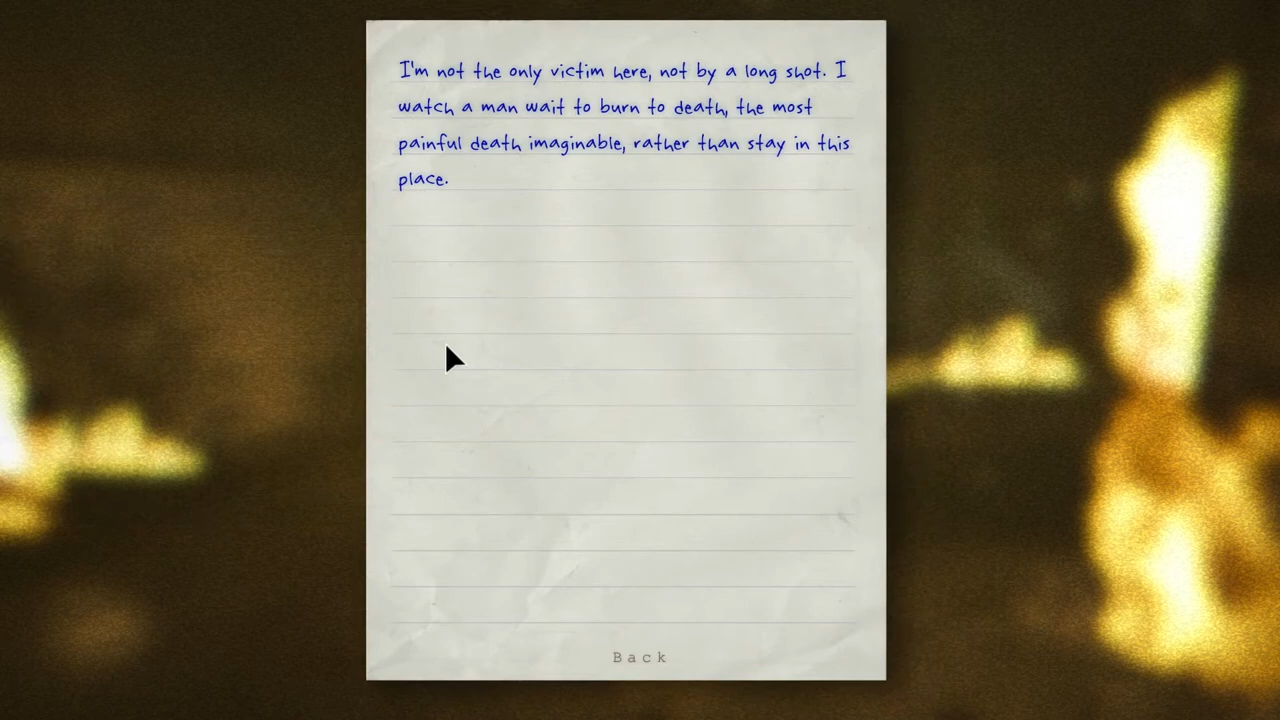 I'm not the only victim here, not by a long shot. I
watch a man wait to burn to death, the most
painful death imaginable, rather than stay in this
place.
Back